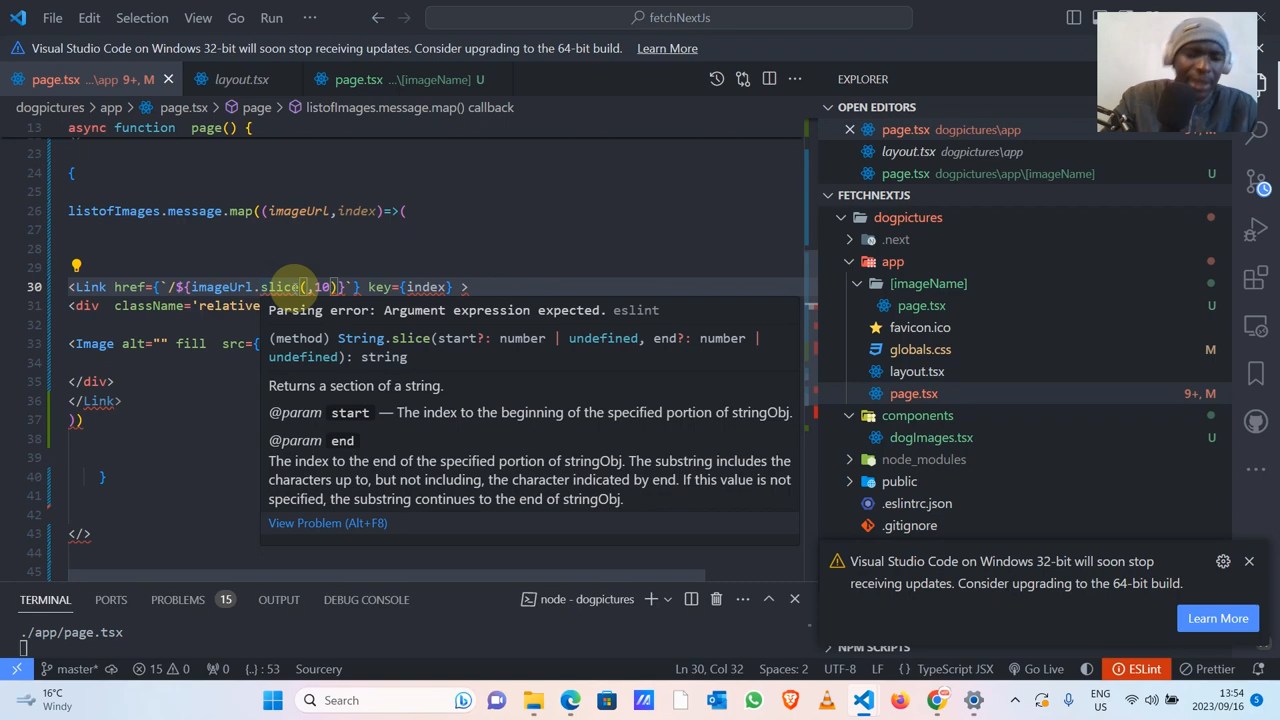 File Edit Selection View Go Run ··· fetchNextJs
Visual Studio Code on Windows 32-bit will soon stop receiving updates. Consider upgrading to the 64-bit build. Learn More
page.tsx ...\app 9+, M layout.tsx page.tsx ...\[imageName] U
EXPLORER
dogpictures > app > page.tsx > page > listofImages.message.map() callback
OPEN EDITORS
13 async function page() {
page.tsx dogpictures\app 9+, M
23
layout.tsx dogpictures\app
24 {
page.tsx dogpictures\app\[imageName] U
25
FETCHNEXTJS
26 listofImages.message.map((imageUrl,index)=>(
dogpictures
27
.next
28
app
29
[imageName]
30 <Link href={`/${imageUrl.slice(,10)}`} key={index} >
page.tsx U
31 <div className='relative
Parsing error: Argument expression expected. eslint
favicon.ico
32
(method) String.slice(start?: number | undefined, end?: number |
undefined): string
33 <Image alt="" fill src={
globals.css M
34
layout.tsx
35 </div>
Returns a section of a string.
page.tsx 9+, M
36 </Link>
@param start — The index to the beginning of the specified portion of stringObj.
components
37 ))
@param end
dogImages.tsx U
38
The index to the end of the specified portion of stringObj. The substring includes the
node_modules
39
characters up to, but not including, the character indicated by end. If this value is not
public
40 }
specified, the substring continues to the end of stringObj.
.eslintrc.json
41
View Problem (Alt+F8)
.gitignore
42
43 </>
44
45
Visual Studio Code on Windows 32-bit will soon stop
receiving updates. Consider upgrading to the 64-bit build.
Learn More
TERMINAL PORTS PROBLEMS 15 OUTPUT DEBUG CONSOLE node - dogpictures
./app/page.tsx
NPM SCRIPTS
master* 15 0 0 {..} : 53 Sourcery Ln 30, Col 32 Spaces: 2 UTF-8 LF {} TypeScript JSX Go Live ESLint Prettier
16°C
Windy
Search
ENG
US
13:54
2023/09/16
5